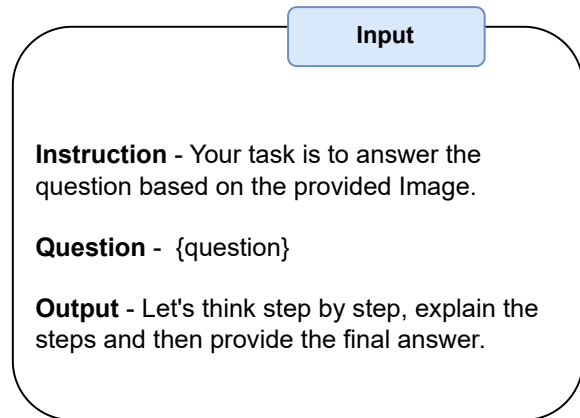 Input
Instruction - Your task is to answer the
question based on the provided Image.
Question - {question}
Output - Let's think step by step, explain the
steps and then provide the final answer.